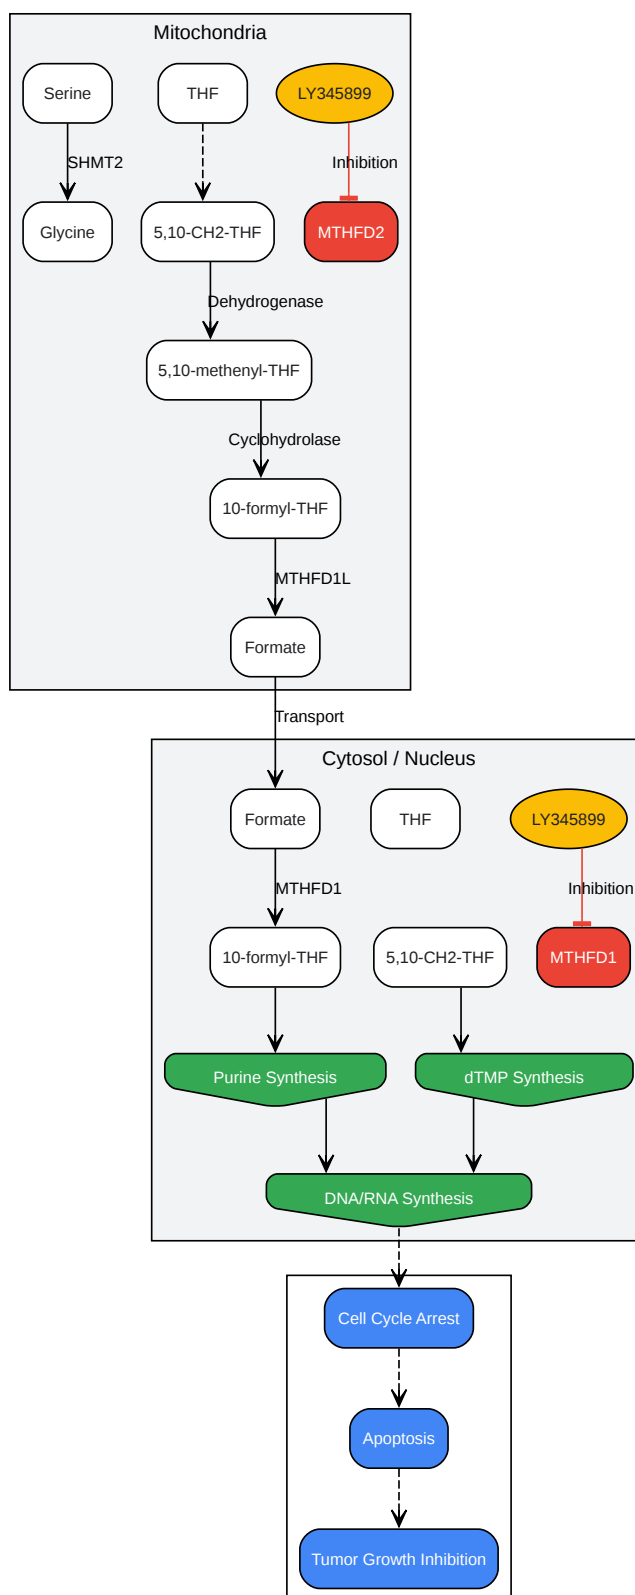 Mitochondria
Serine
THF
LY345899
SHMT2
Inhibition
Glycine
5,10-CH2-THF
MTHFD2
Dehydrogenase
5,10-methenyl-THF
Cyclohydrolase
10-formyl-THF
MTHFD1L
Formate
Transport
Cytosol / Nucleus
Formate
THF
LY345899
MTHFD1
Inhibition
10-formyl-THF
5,10-CH2-THF
MTHFD1
Purine Synthesis
dTMP Synthesis
DNA/RNA Synthesis
Cell Cycle Arrest
Apoptosis
Tumor Growth Inhibition